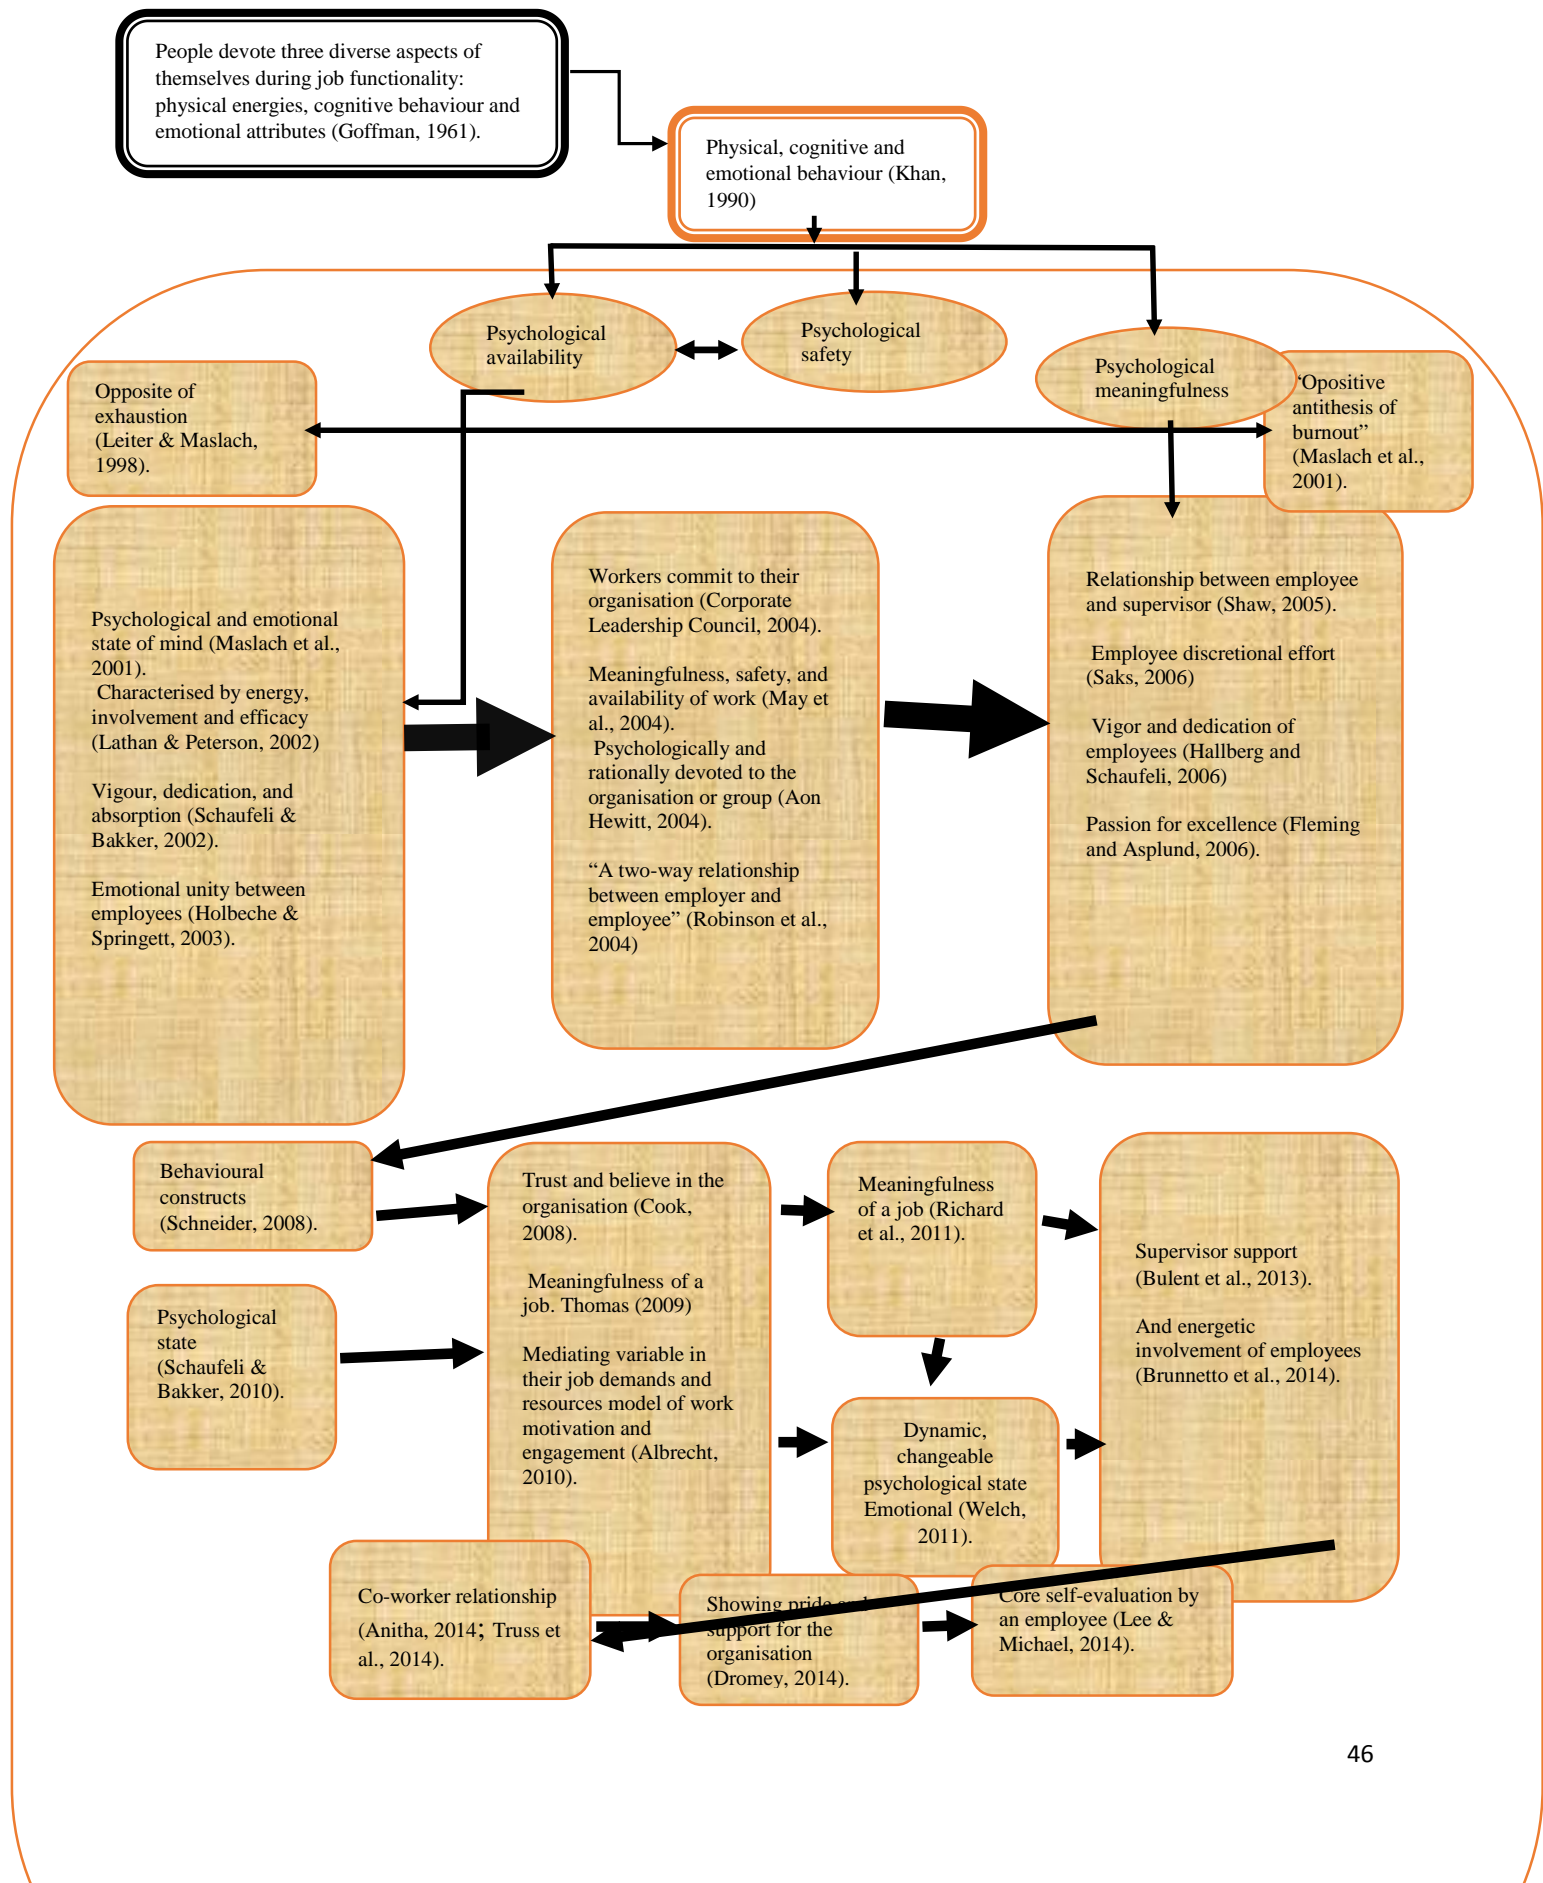 People devote three diverse aspects of
themselves during job functionality:
physical energies, cognitive behaviour and
emotional attributes (Goffman, 1961).
Physical, cognitive and
emotional behaviour (Khan,
1990)
Psychological
availability
Psychological
safety
Psychological
meaningfulness
Opposite of
exhaustion
(Leiter & Maslach,
1998).
“Opositive
antithesis of
burnout”
(Maslach et al.,
2001).
Psychological and emotional
state of mind (Maslach et al.,
2001).
Characterised by energy,
involvement and efficacy
(Lathan & Peterson, 2002)
Vigour, dedication, and
absorption (Schaufeli &
Bakker, 2002).
Emotional unity between
employees (Holbeche &
Springett, 2003).
Workers commit to their
organisation (Corporate
Leadership Council, 2004).
Meaningfulness, safety, and
availability of work (May et
al., 2004).
Psychologically and
rationally devoted to the
organisation or group (Aon
Hewitt, 2004).
“A two-way relationship
between employer and
employee” (Robinson et al.,
2004)
Relationship between employee
and supervisor (Shaw, 2005).
Employee discretional effort
(Saks, 2006)
Vigor and dedication of
employees (Hallberg and
Schaufeli, 2006)
Passion for excellence (Fleming
and Asplund, 2006).
Behavioural
constructs
(Schneider, 2008).
Psychological
state
(Schaufeli &
Bakker, 2010).
Trust and believe in the
organisation (Cook,
2008).
Meaningfulness of a
job. Thomas (2009)
Mediating variable in
their job demands and
resources model of work
motivation and
engagement (Albrecht,
2010).
Meaningfulness
of a job (Richard
et al., 2011).
Dynamic,
changeable
psychological state
Emotional (Welch,
2011).
Supervisor support
(Bulent et al., 2013).
And energetic
involvement of employees
(Brunnetto et al., 2014).
Co-worker relationship
(Anitha, 2014; Truss et
al., 2014).
Showing pride and
support for the
organisation
(Dromey, 2014).
Core self-evaluation by
an employee (Lee &
Michael, 2014).
46